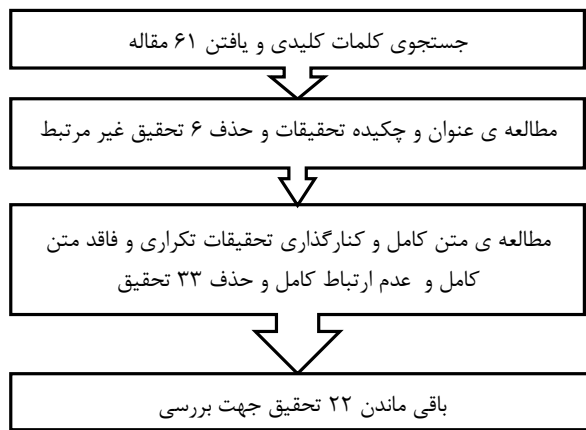 جستجوی کلمات کلیدی و یافتن ۶۱ مقاله
مطالعه ی عنوان و چکیده تحقیقات و حذف ۶ تحقیق غیر مرتبط
مطالعه ی متن کامل و کنارگذاری تحقیقات تکراری و فاقد متن
کامل و عدم ارتباط کامل و حذف ۳۳ تحقیق
باقی ماندن ۲۲ تحقیق جهت بررسی